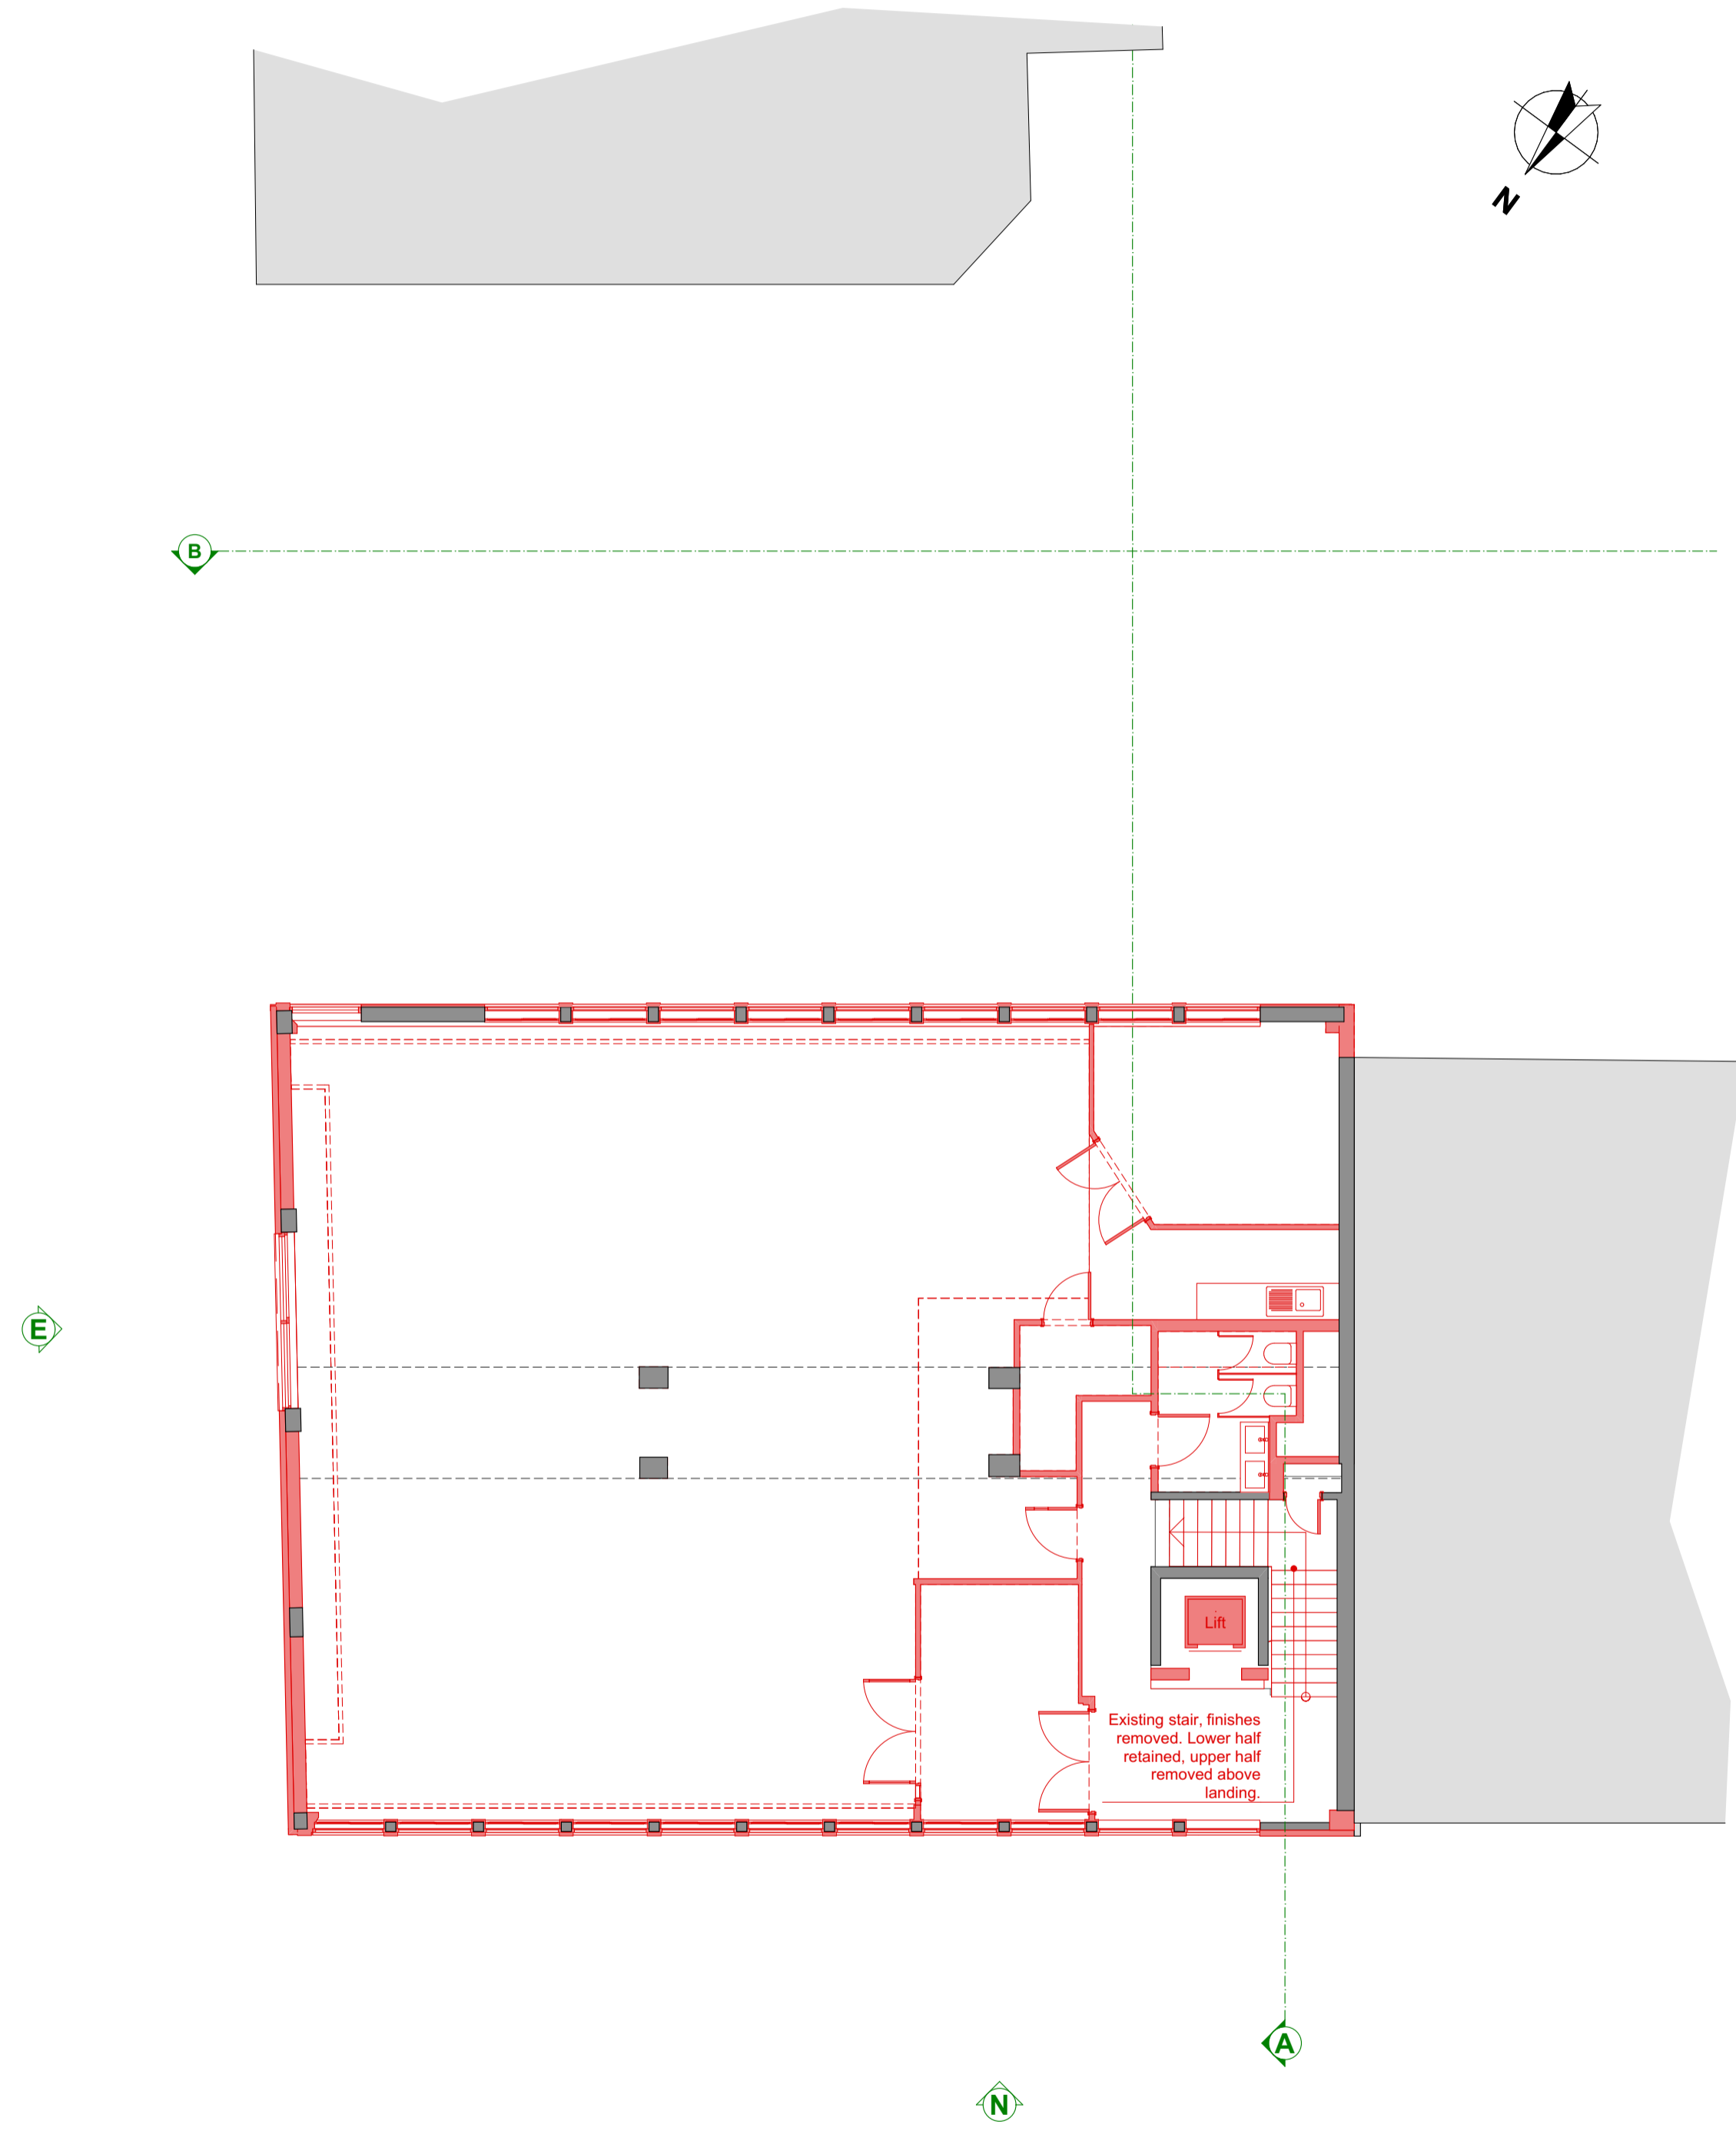 N
B
E
Lift
Existing stair, finishes
removed. Lower half
retained, upper half
removed above
landing.
A
N